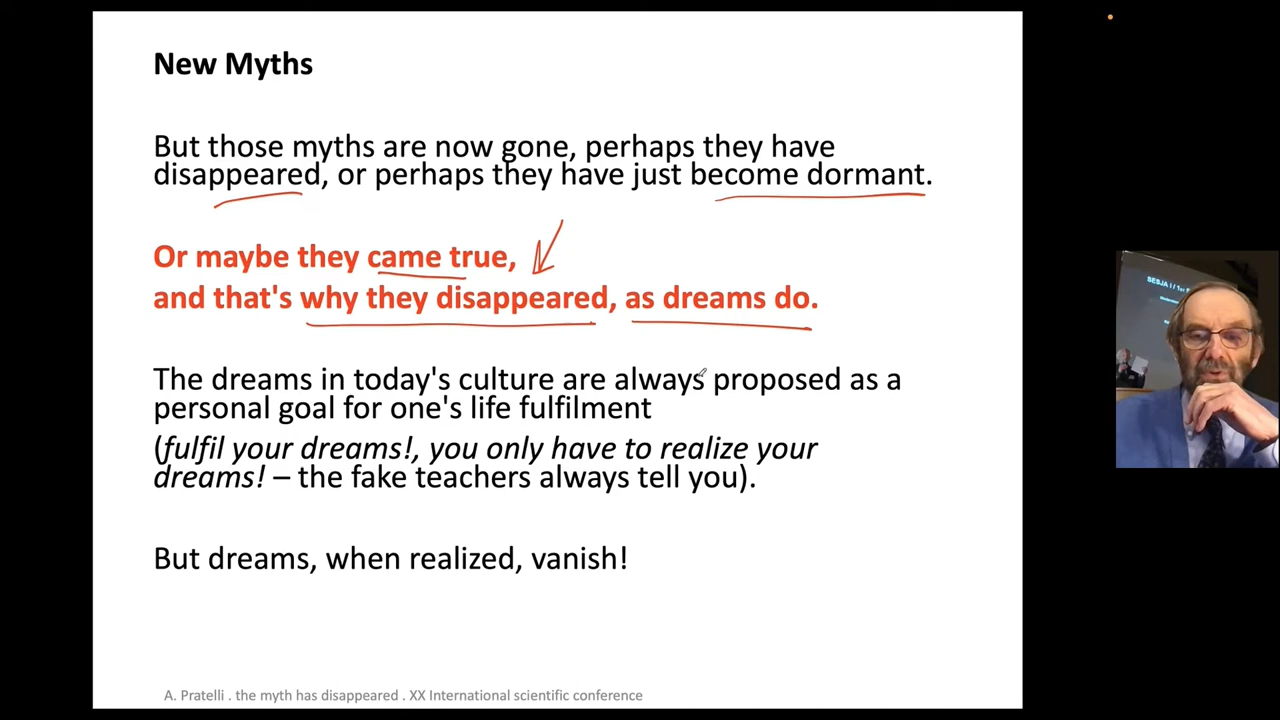 New Myths
But those myths are now gone, perhaps they have
disappeared, or perhaps they have just become dormant.
Or maybe they came true,
and that's why they disappeared, as dreams do.
The dreams in today's culture are always proposed as a
personal goal for one's life fulfilment
(fulfil your dreams!, you only have to realize your
dreams! – the fake teachers always tell you).
But dreams, when realized, vanish!
A. Pratelli . the myth has disappeared . XX International scientific conference
SESJA I / 1